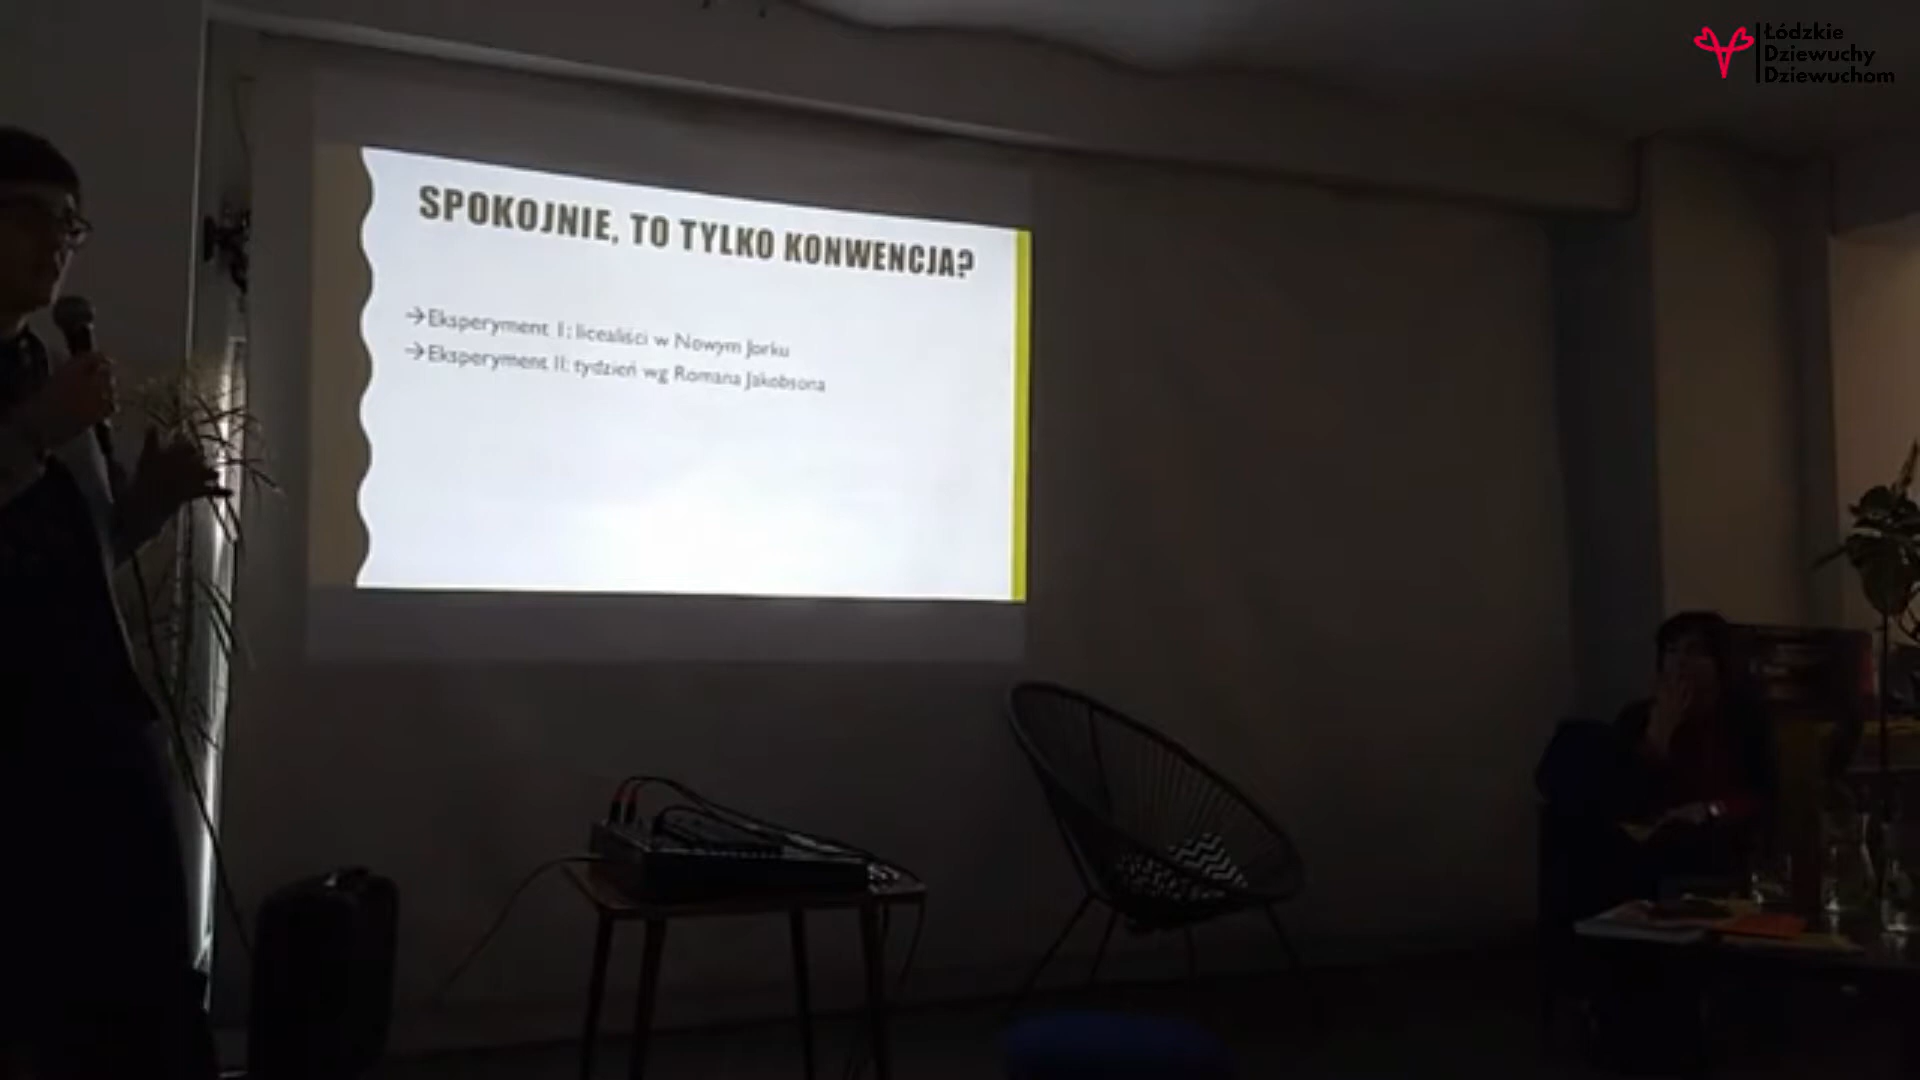 Łódzkie
Dziewuchy
Dziewuchom
SPOKOJNIE, TO TYLKO KONWENCJA?
→Eksperyment I: licealiści w Nowym Jorku
→Eksperyment II: tydzień wg Romana Jakobsona